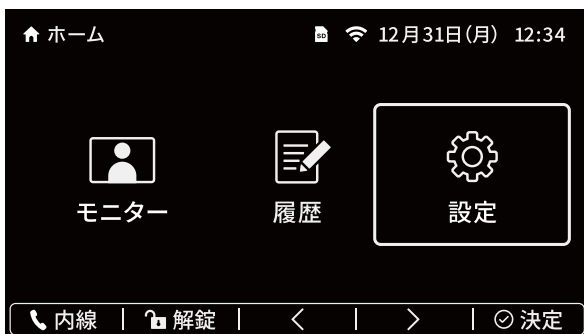 ホーム SD 12月31日(月) 12:34
モニター 履歴 設定
内線 解錠 < > 決定